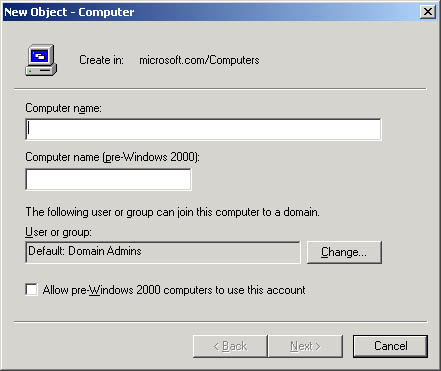 New Object - Computer
Create in: microsoft.com/Computers
Computer name:
Computer name (pre-Windows 2000):
The following user or group can join this computer to a domain.
User or group:
Default: Domain Admins
Change...
Allow pre-Windows 2000 computers to use this account
< Back Next > Cancel